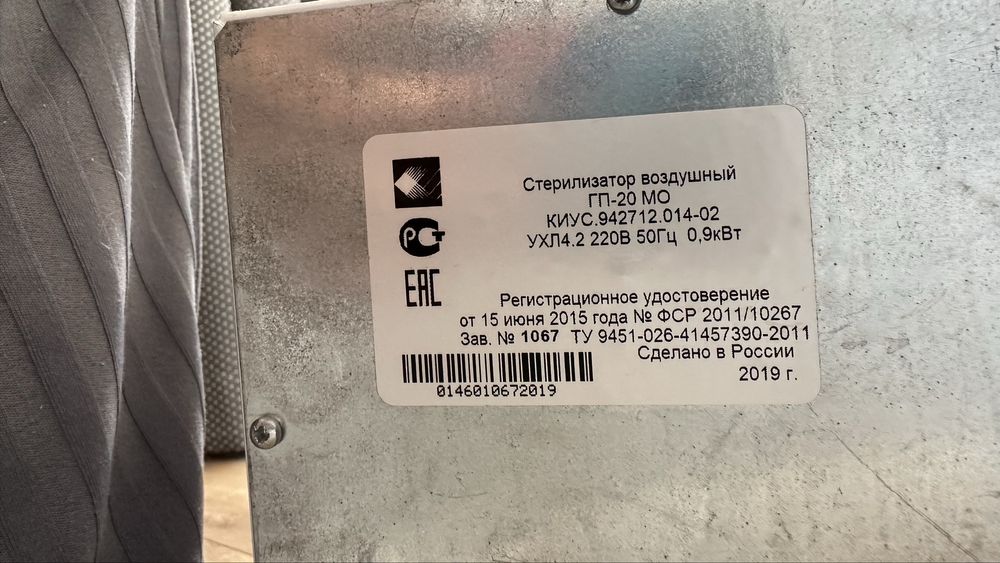 Стерилизатор воздушный
ГП-20 МО
КИУС.942712.014-02
УХЛ4.2 220В 50Гц 0,9кВт
РСТ
ЕАС
Регистрационное удостоверение
от 15 июня 2015 года № ФСР 2011/10267
Зав. № 1067 ТУ 9451-026-41457390-2011
Сделано в России
2019 г.
0146010672019